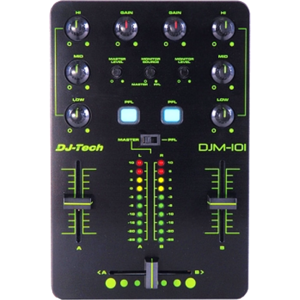 HI GAIN GAIN HI
MID MASTER LEVEL MONITOR SOURCE MONITOR LEVEL MID
LOW PFL PFL LOW
MASTER PFL
DJ-Tech DJM-101
A B
A B
<A B>